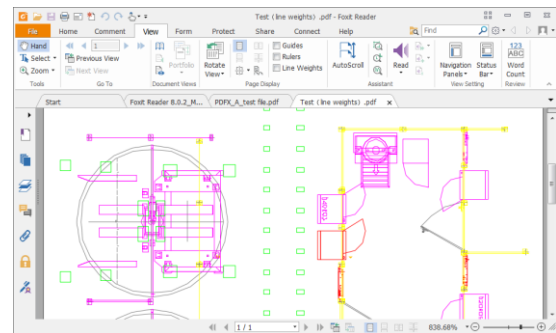 Test (line weights) .pdf - Foxit Reader
File Home Comment View Form Protect Share Connect Help Find
Hand
Select
Zoom
Tools
1
Previous View
Next View
Go To
Portfolio
Document Views
Rotate View
Guides
Rulers
Line Weights
Page Display
AutoScroll
Read
Assistant
Navigation Panels
Status Bar
View Setting
123
ABC
Word Count
Review
Start Foxit Reader 8.0.2_M... PDFX_A_test file.pdf Test (line weights) .pdf
1 / 1
838.68%